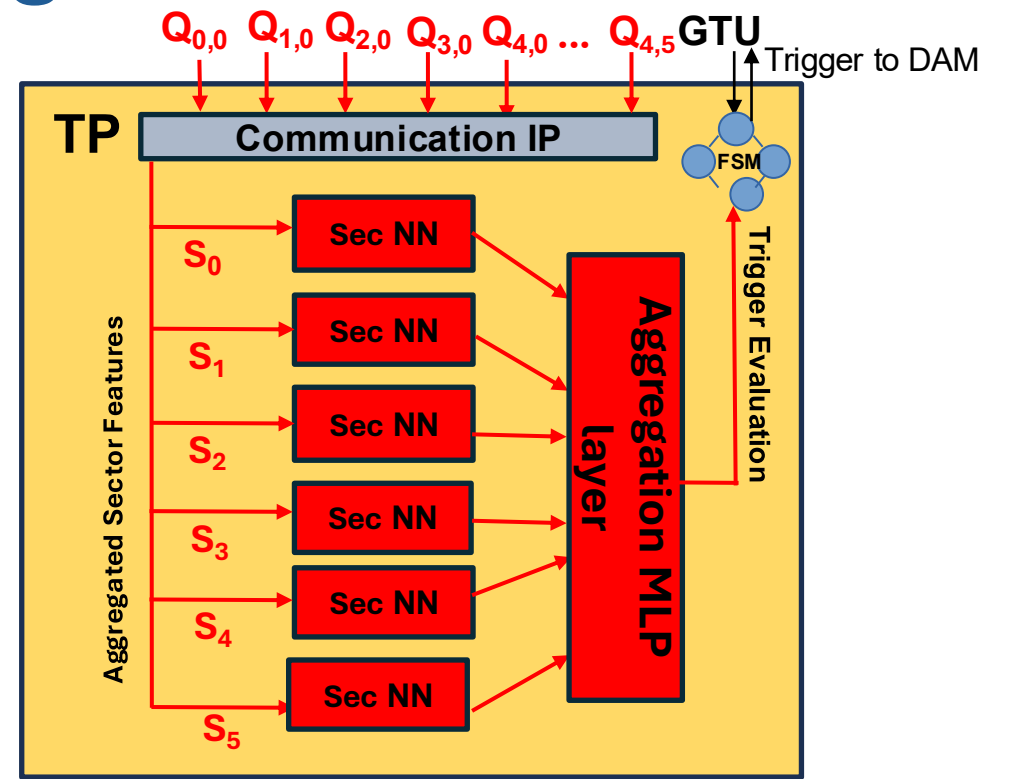 Q0,0 Q1,0 Q2,0 Q3,0 Q4,0 ... Q4,5 GTU
Trigger to DAM
TP
Communication IP
FSM
Sec NN
S0
Sec NN
S1
Sec NN
S2
Sec NN
S3
Sec NN
S4
Sec NN
S5
Aggregated Sector Features
Aggregation MLP
layer
Trigger Evaluation